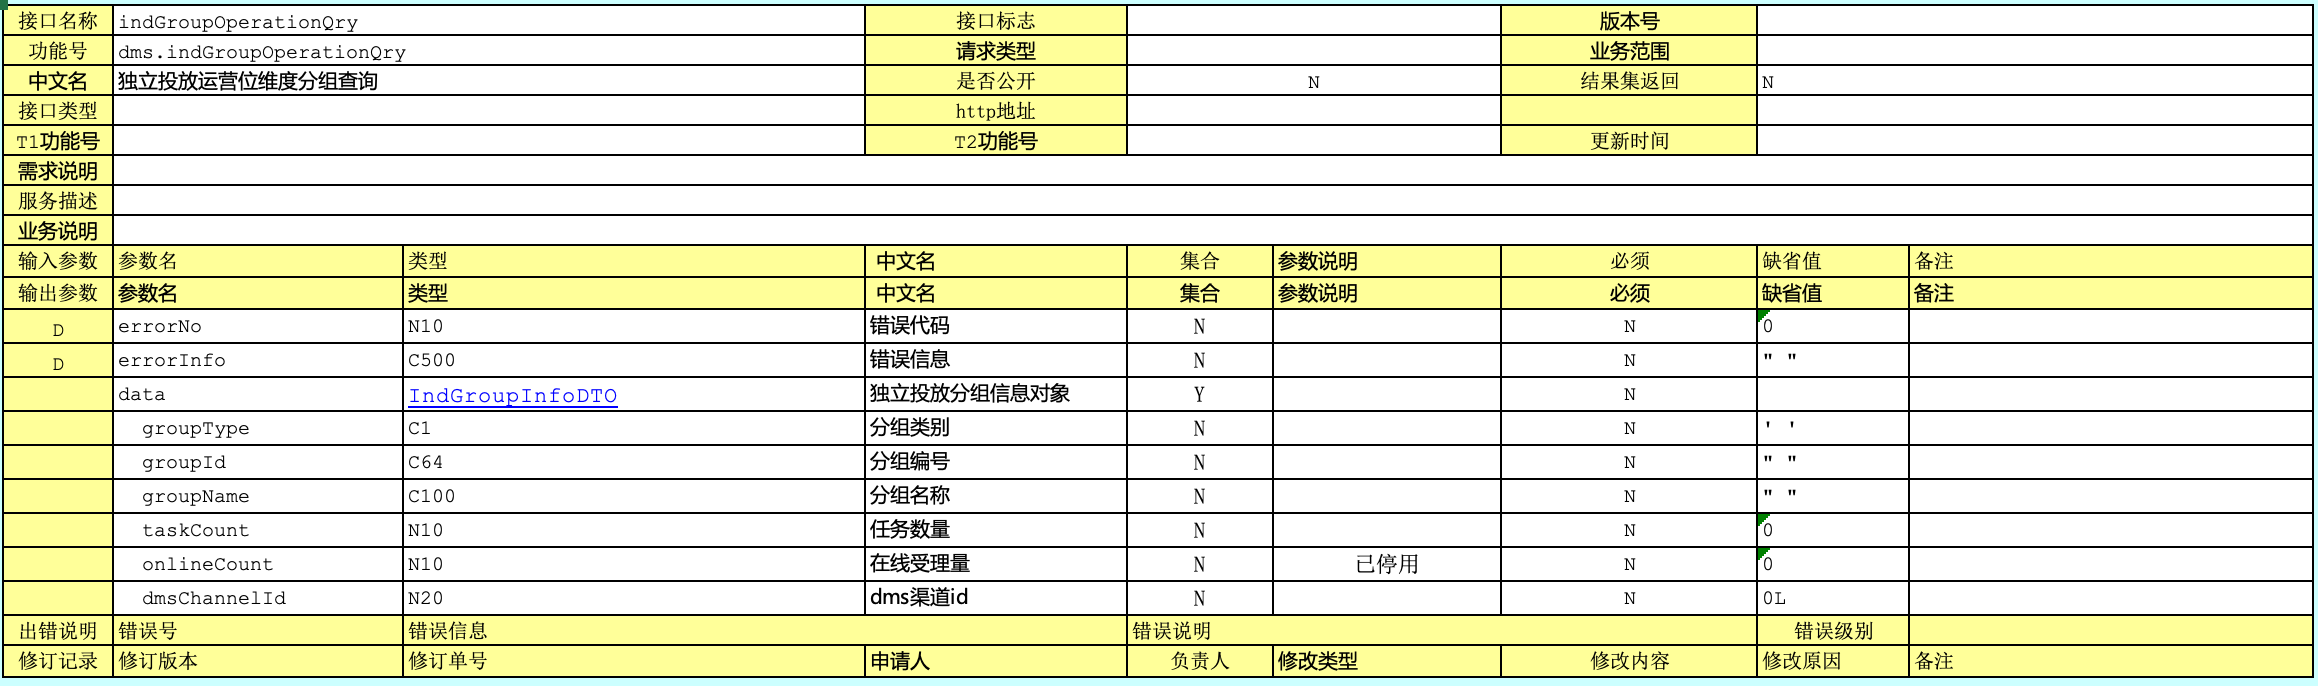 接口名称 indGroupOperationQry 接口标志 版本号
功能号 dms.indGroupOperationQry 请求类型 业务范围
中文名 独立投放运营位维度分组查询 是否公开 N 结果集返回 N
接口类型 http地址
T1功能号 T2功能号 更新时间
需求说明
服务描述
业务说明
输入参数 参数名 类型 中文名 集合 参数说明 必须 缺省值 备注
输出参数 参数名 类型 中文名 集合 参数说明 必须 缺省值 备注
D errorNo N10 错误代码 N N 0
D errorInfo C500 错误信息 N N " "
data IndGroupInfoDTO 独立投放分组信息对象 Y N
groupType C1 分组类别 N N ' '
groupId C64 分组编号 N N " "
groupName C100 分组名称 N N " "
taskCount N10 任务数量 N N 0
onlineCount N10 在线受理量 N 已停用 N 0
dmsChannelId N20 dms渠道id N N 0L
出错说明 错误号 错误信息 错误说明 错误级别
修订记录 修订版本 修订单号 申请人 负责人 修改类型 修改内容 修改原因 备注